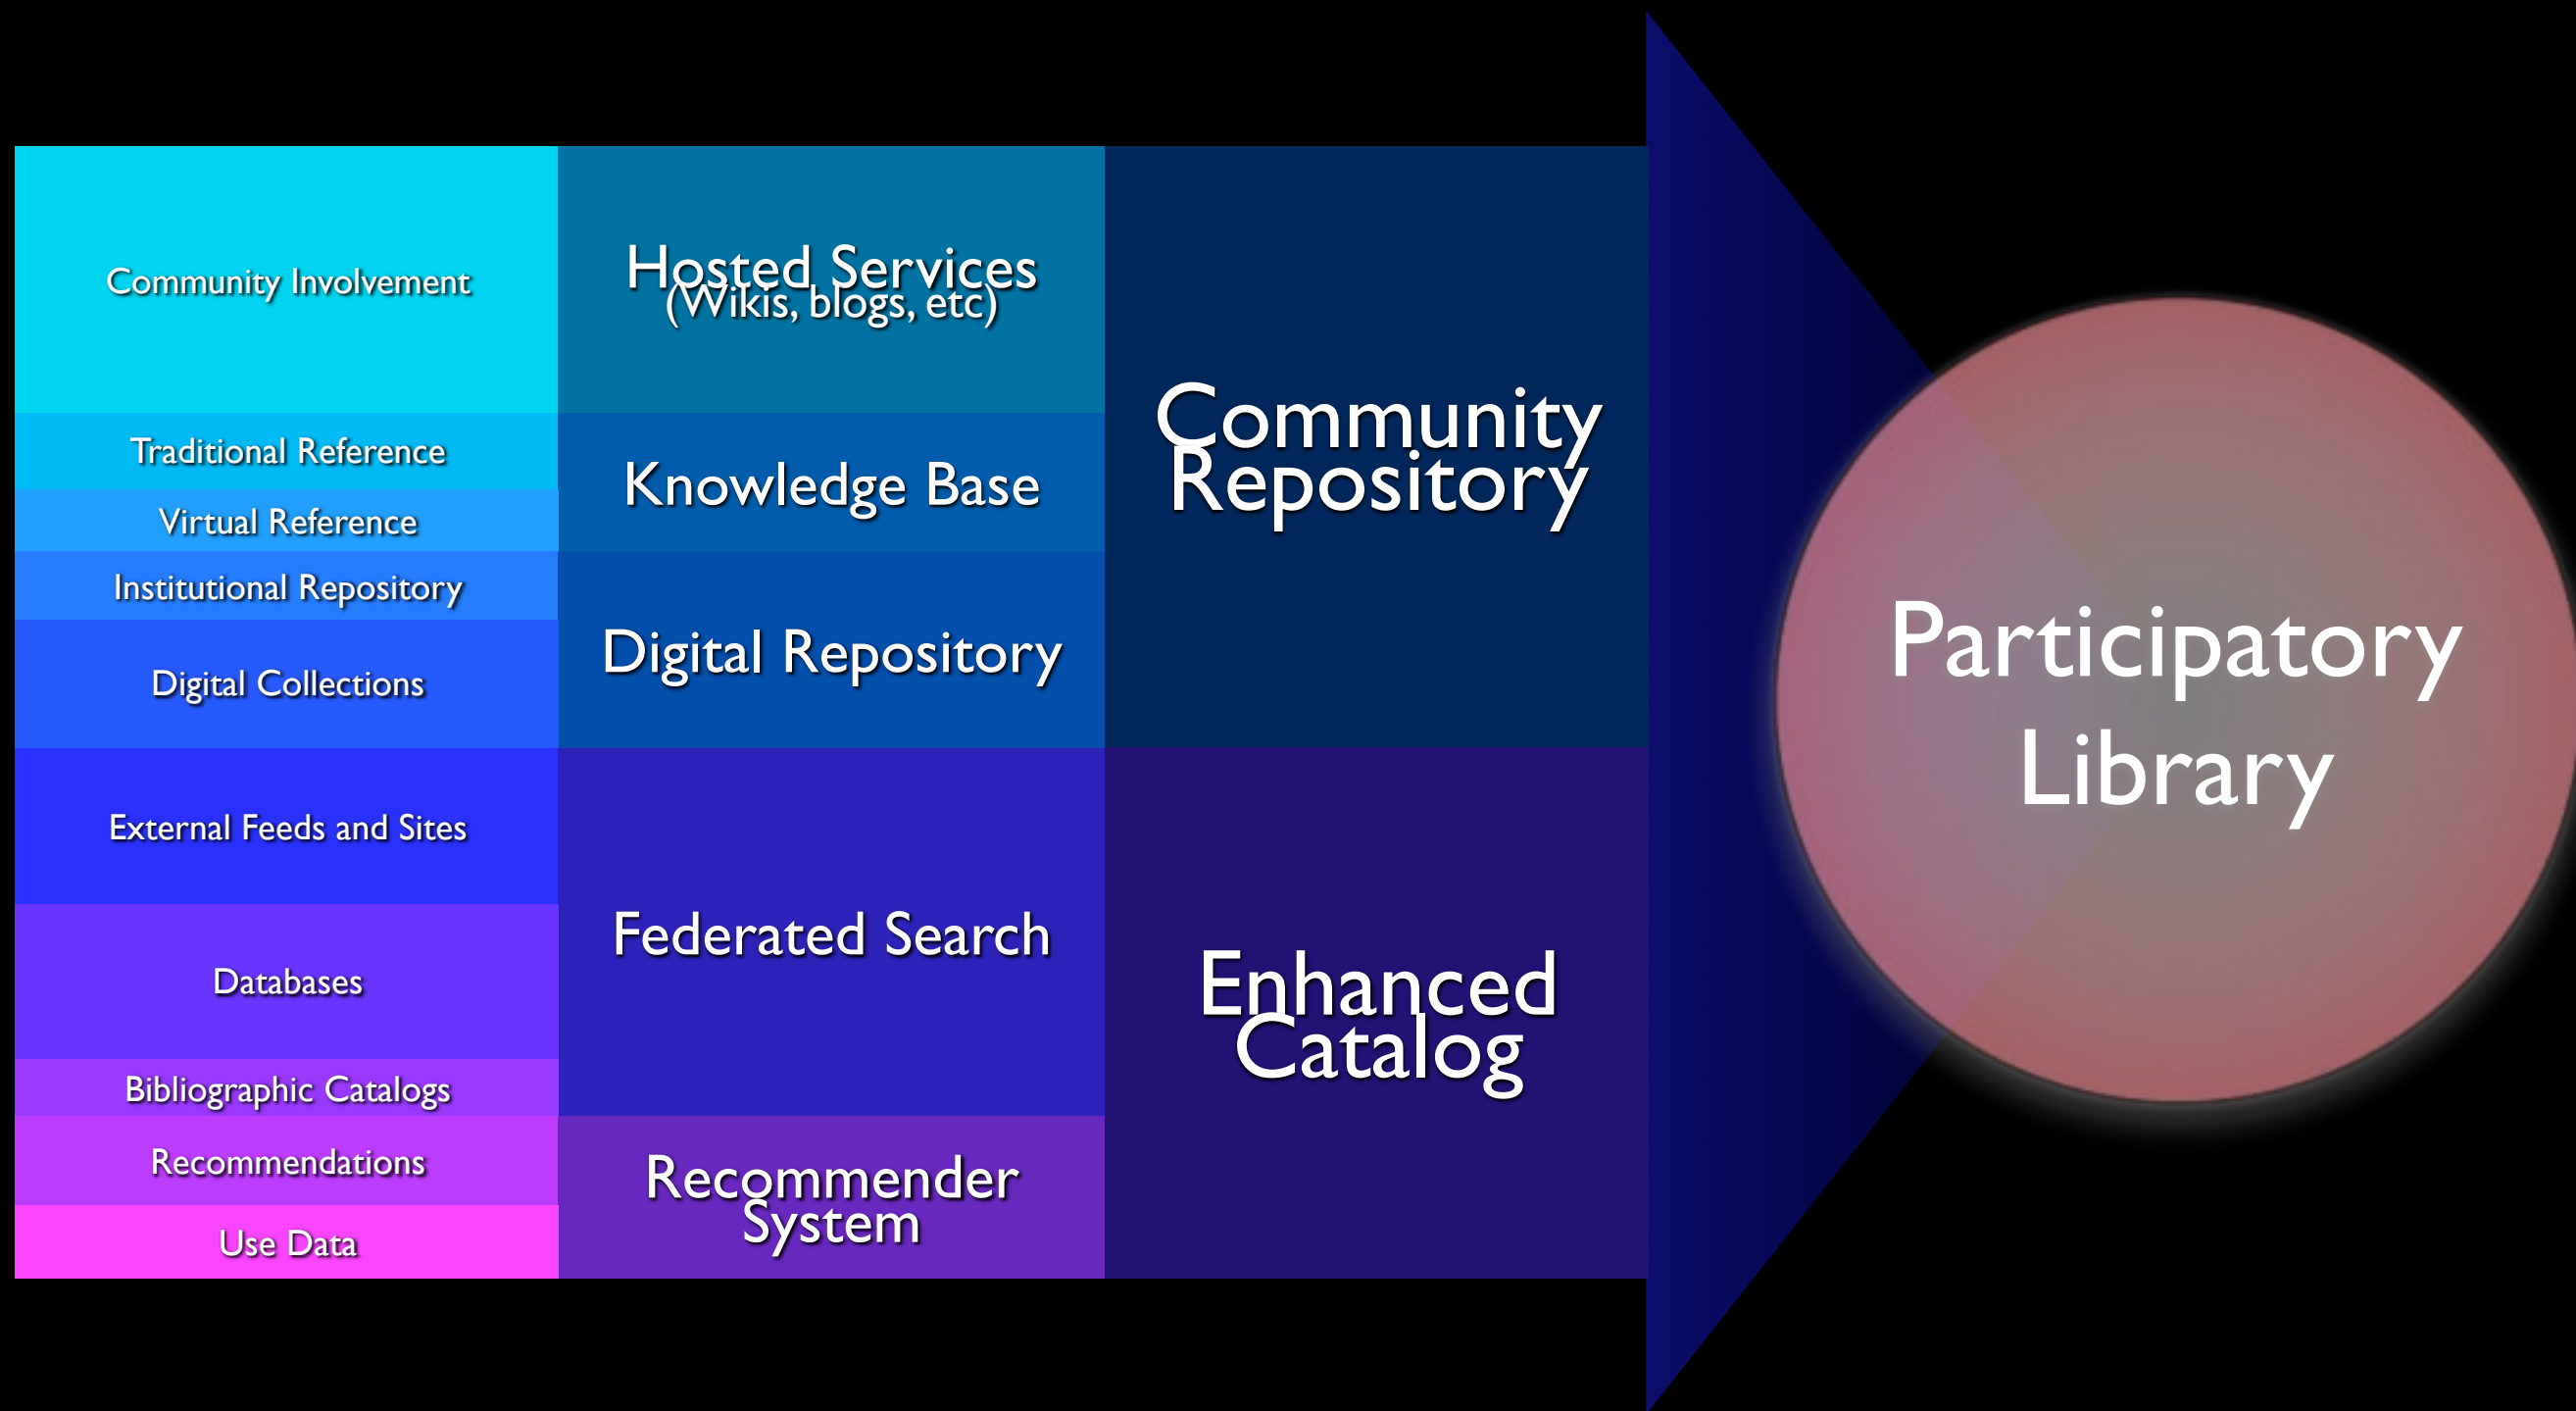 Community Involvement
Traditional Reference
Virtual Reference
Institutional Repository
Digital Collections
External Feeds and Sites
Databases
Bibliographic Catalogs
Recommendations
Use Data
Hosted Services
(Wikis, blogs, etc)
Knowledge Base
Digital Repository
Federated Search
Recommender
System
Community
Repository
Enhanced
Catalog
Participatory
Library